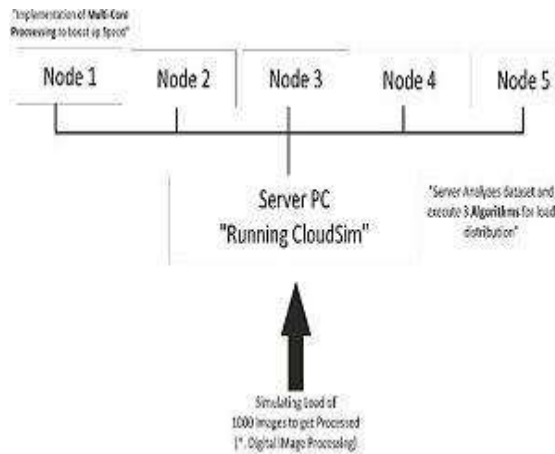 "Implementation of Multi-Core
Processing to boost up Speed"
Node 1
Node 2
Node 3
Node 4
Node 5
Server PC
"Running CloudSim"
"Server Analyzes dataset and
execute 3 Algorithms for load
distribution"
Simulating Load of
1000 Images to get Processed
(*. Digital IMage Processing)